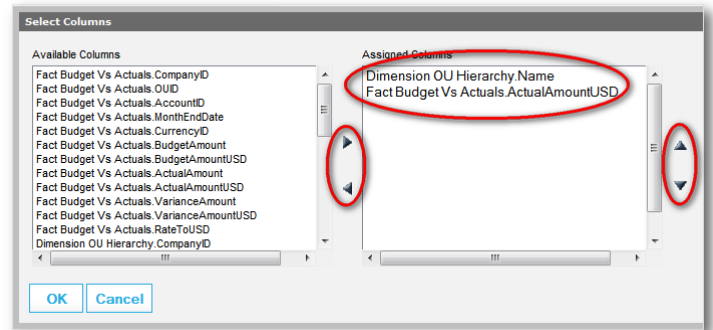 Select Columns
Available Columns
Assigned Columns
Fact Budget Vs Actuals.CompanyID
Fact Budget Vs Actuals.OUID
Fact Budget Vs Actuals.AccountID
Fact Budget Vs Actuals.MonthEndDate
Fact Budget Vs Actuals.CurrencyID
Fact Budget Vs Actuals.BudgetAmount
Fact Budget Vs Actuals.BudgetAmountUSD
Fact Budget Vs Actuals.ActualAmount
Fact Budget Vs Actuals.ActualAmountUSD
Fact Budget Vs Actuals.VarianceAmount
Fact Budget Vs Actuals.VarianceAmountUSD
Fact Budget Vs Actuals.RateToUSD
Dimension OU Hierarchy.CompanyID
Dimension OU Hierarchy.Name
Fact Budget Vs Actuals.ActualAmountUSD
OK
Cancel